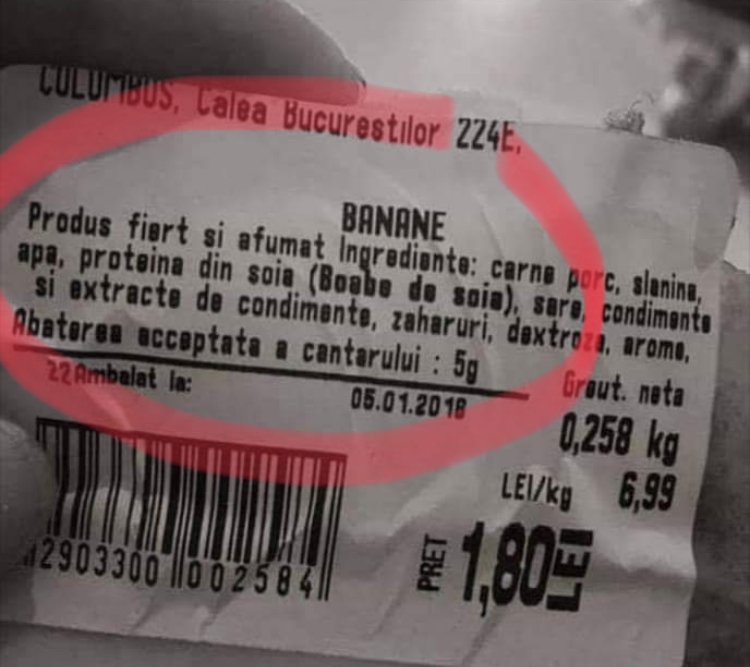 COLUMBUS, Calea Bucurestilor 224E,
BANANE
Produs fiert si afumat Ingrediente: carne porc, slanina,
apa, proteina din soia (Boabe de soia), sare, condimente
si extracte de condimente, zaharuri, dextroza, arome,
Abaterea acceptata a cantarului : 5g
22Ambalat la:
05.01.2018
Greut. neta
0,258 kg
LEI/kg 6,99
PRET 1,80LEI
2903300 002584